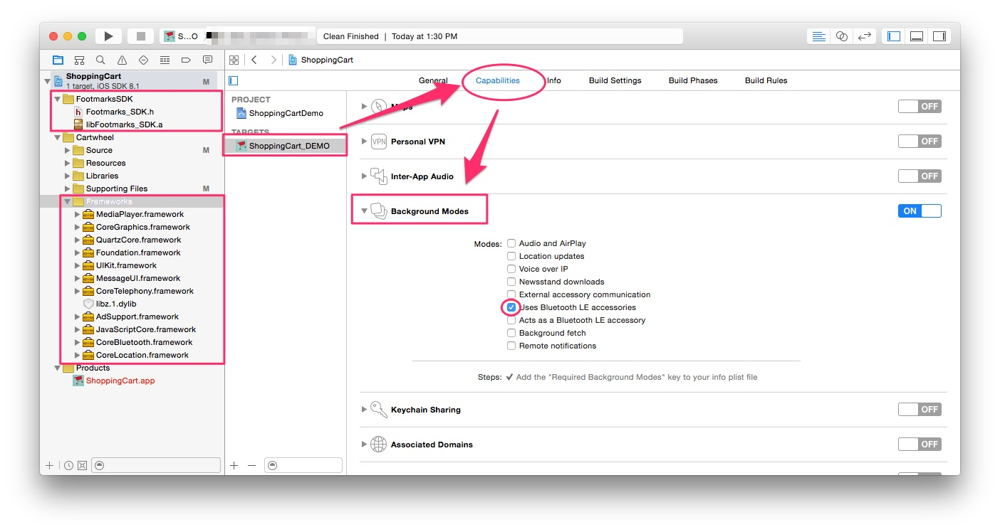 S...O
Clean Finished | Today at 1:30 PM
ShoppingCart
ShoppingCart
1 target, iOS SDK 8.1
M
FootmarksSDK
h Footmarks_SDK.h
libFootmarks_SDK.a
Cartwheel
Source M
Resources
Libraries
Supporting Files M
Frameworks
MediaPlayer.framework
CoreGraphics.framework
QuartzCore.framework
Foundation.framework
UIKit.framework
MessageUI.framework
CoreTelephony.framework
libz.1.dylib
AdSupport.framework
JavaScriptCore.framework
CoreBluetooth.framework
CoreLocation.framework
Products
ShoppingCart.app
General Capabilities Info Build Settings Build Phases Build Rules
PROJECT
ShoppingCartDemo
TARGETS
ShoppingCart_DEMO
Maps OFF
VPN Personal VPN OFF
Inter-App Audio OFF
Background Modes ON
Modes: Audio and AirPlay
Location updates
Voice over IP
Newsstand downloads
External accessory communication
Uses Bluetooth LE accessories
Acts as a Bluetooth LE accessory
Background fetch
Remote notifications
Steps: ✓ Add the "Required Background Modes" key to your info plist file
Keychain Sharing OFF
Associated Domains OFF